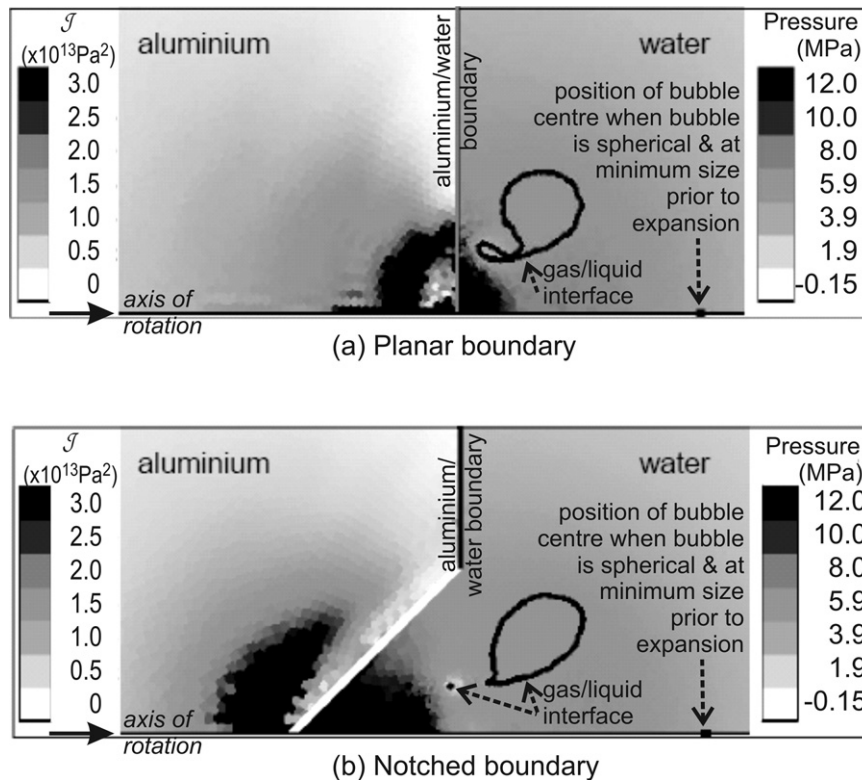 𝒥
(x10¹³Pa²)
3.0
2.5
2.0
1.5
1.0
0.5
0
aluminium
aluminium/water
boundary
water
position of bubble
centre when bubble
is spherical & at
minimum size
prior to
expansion
gas/liquid
interface
Pressure
(MPa)
12.0
10.0
8.0
5.9
3.9
1.9
-0.15
axis of
rotation
(a) Planar boundary
𝒥
(x10¹³Pa²)
3.0
2.5
2.0
1.5
1.0
0.5
0
aluminium
aluminium/
water boundary
water
position of bubble
centre when bubble
is spherical & at
minimum size
prior to
expansion
gas/liquid
interface
Pressure
(MPa)
12.0
10.0
8.0
5.9
3.9
1.9
-0.15
axis of
rotation
(b) Notched boundary